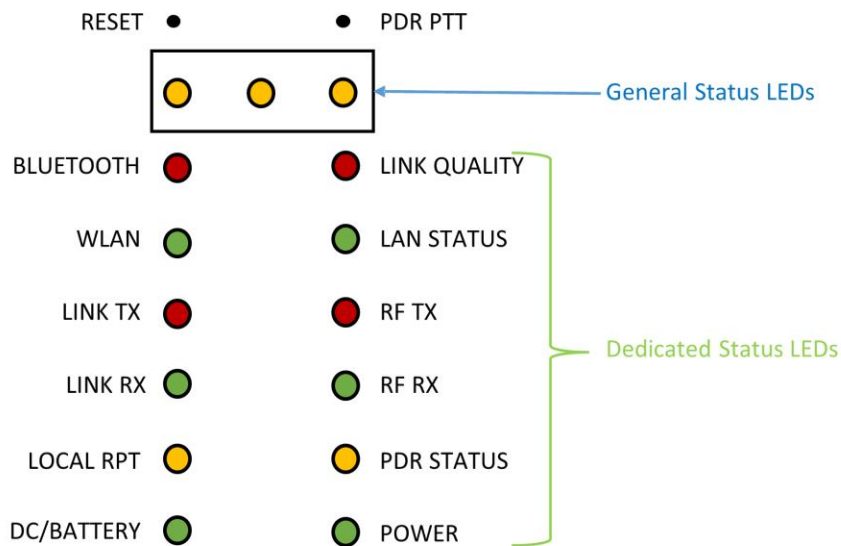 RESET PDR PTT
General Status LEDs
BLUETOOTH LINK QUALITY
WLAN LAN STATUS
LINK TX RF TX
Dedicated Status LEDs
LINK RX RF RX
LOCAL RPT PDR STATUS
DC/BATTERY POWER